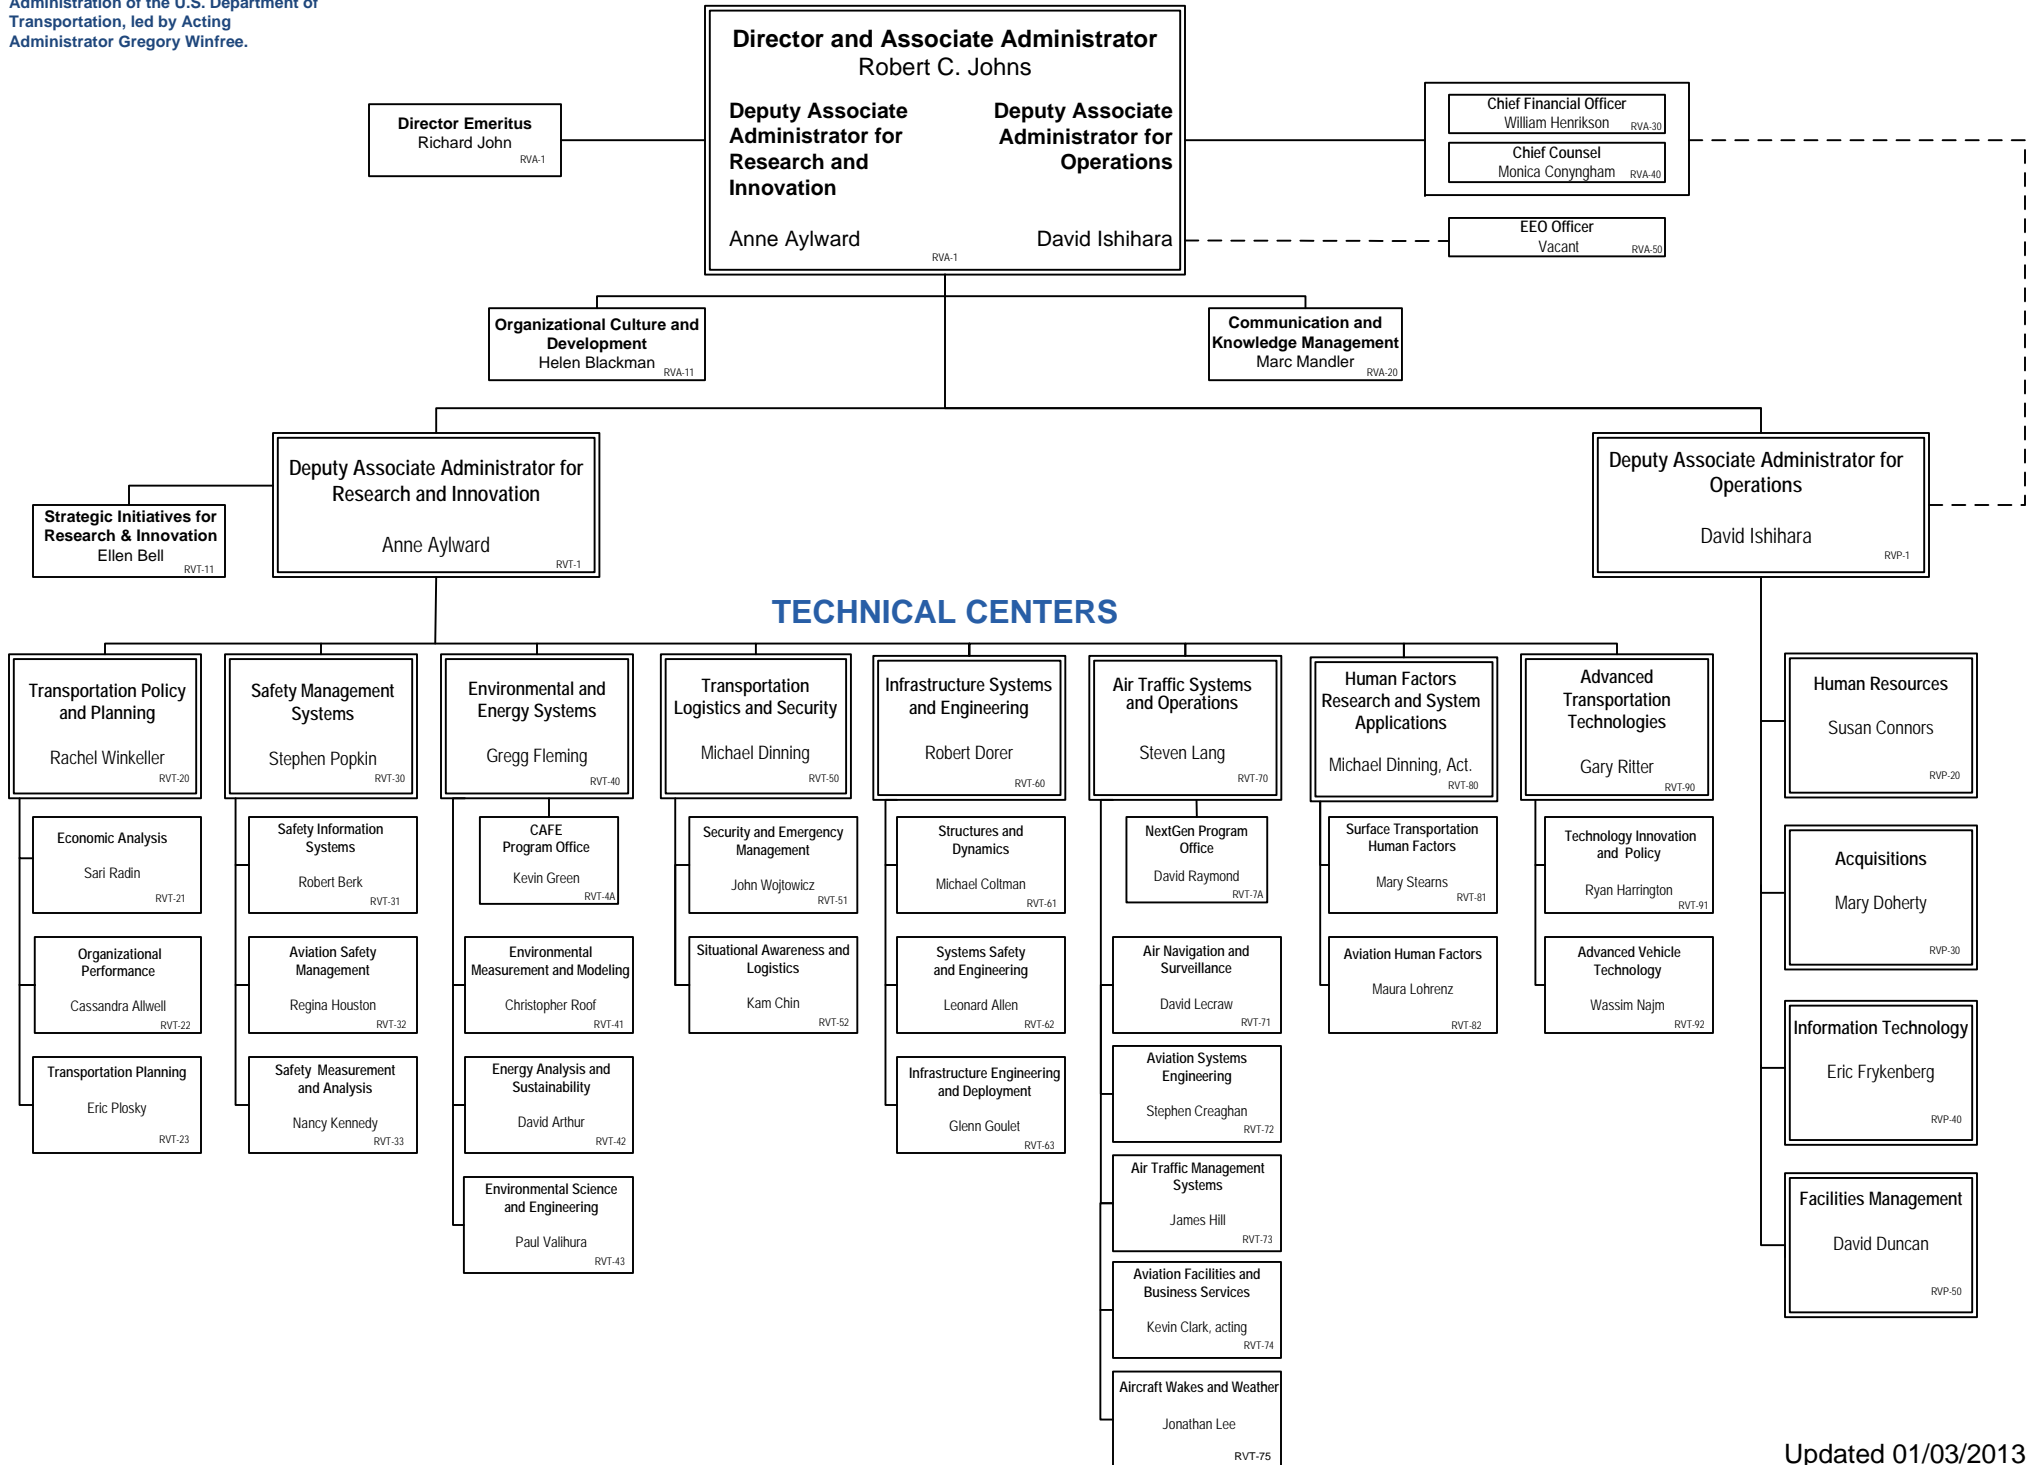 Administration of the U.S. Department of
Transportation, led by Acting
Administrator Gregory Winfree.
Director and Associate Administrator
Robert C. Johns
Deputy Associate
Administrator for
Research and
Innovation
Anne Aylward
Deputy Associate
Administrator for
Operations
David Ishihara
RVA-1
Director Emeritus
Richard John
RVA-1
Chief Financial Officer
William Henrikson RVA-30
Chief Counsel
Monica Conyngham RVA-40
EEO Officer
Vacant RVA-50
Organizational Culture and
Development
Helen Blackman RVA-11
Communication and
Knowledge Management
Marc Mandler RVA-20
Deputy Associate Administrator for
Research and Innovation
Anne Aylward
RVT-1
Strategic Initiatives for
Research & Innovation
Ellen Bell
RVT-11
Deputy Associate Administrator for
Operations
David Ishihara
RVP-1
TECHNICAL CENTERS
Transportation Policy
and Planning
Rachel Winkeller
RVT-20
Economic Analysis
Sari Radin
RVT-21
Organizational
Performance
Cassandra Allwell
RVT-22
Transportation Planning
Eric Plosky
RVT-23
Safety Management
Systems
Stephen Popkin
RVT-30
Safety Information
Systems
Robert Berk
RVT-31
Aviation Safety
Management
Regina Houston
RVT-32
Safety Measurement
and Analysis
Nancy Kennedy
RVT-33
Environmental and
Energy Systems
Gregg Fleming
RVT-40
CAFE
Program Office
Kevin Green
RVT-4A
Environmental
Measurement and Modeling
Christopher Roof
RVT-41
Energy Analysis and
Sustainability
David Arthur
RVT-42
Environmental Science
and Engineering
Paul Valihura
RVT-43
Transportation
Logistics and Security
Michael Dinning
RVT-50
Security and Emergency
Management
John Wojtowicz
RVT-51
Situational Awareness and
Logistics
Kam Chin
RVT-52
Infrastructure Systems
and Engineering
Robert Dorer
RVT-60
Structures and
Dynamics
Michael Coltman
RVT-61
Systems Safety
and Engineering
Leonard Allen
RVT-62
Infrastructure Engineering
and Deployment
Glenn Goulet
RVT-63
Air Traffic Systems
and Operations
Steven Lang
RVT-70
NextGen Program
Office
David Raymond
RVT-7A
Air Navigation and
Surveillance
David Lecraw
RVT-71
Aviation Systems
Engineering
Stephen Creaghan
RVT-72
Air Traffic Management
Systems
James Hill
RVT-73
Aviation Facilities and
Business Services
Kevin Clark, acting
RVT-74
Aircraft Wakes and Weather
Jonathan Lee
RVT-75
Human Factors
Research and System
Applications
Michael Dinning, Act.
RVT-80
Surface Transportation
Human Factors
Mary Stearns
RVT-81
Aviation Human Factors
Maura Lohrenz
RVT-82
Advanced
Transportation
Technologies
Gary Ritter
RVT-90
Technology Innovation
and Policy
Ryan Harrington
RVT-91
Advanced Vehicle
Technology
Wassim Najm
RVT-92
Human Resources
Susan Connors
RVP-20
Acquisitions
Mary Doherty
RVP-30
Information Technology
Eric Frykenberg
RVP-40
Facilities Management
David Duncan
RVP-50
Updated 01/03/2013